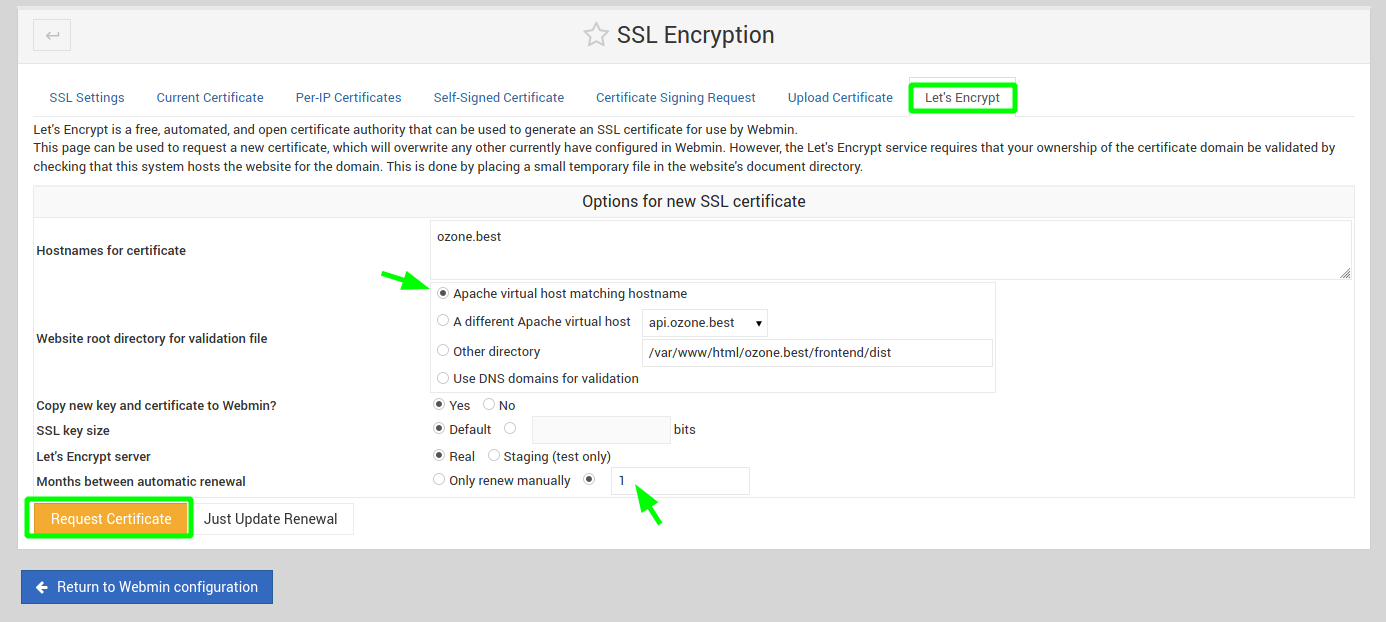 SSL Encryption
SSL Settings Current Certificate Per-IP Certificates Self-Signed Certificate Certificate Signing Request Upload Certificate Let's Encrypt
Let's Encrypt is a free, automated, and open certificate authority that can be used to generate an SSL certificate for use by Webmin.
This page can be used to request a new certificate, which will overwrite any other currently have configured in Webmin. However, the Let's Encrypt service requires that your ownership of the certificate domain be validated by
checking that this system hosts the website for the domain. This is done by placing a small temporary file in the website's document directory.
Options for new SSL certificate
Hostnames for certificate
ozone.best
Website root directory for validation file
Apache virtual host matching hostname
A different Apache virtual host api.ozone.best
Other directory /var/www/html/ozone.best/frontend/dist
Use DNS domains for validation
Copy new key and certificate to Webmin? Yes No
SSL key size Default bits
Let's Encrypt server Real Staging (test only)
Months between automatic renewal Only renew manually 1
Request Certificate Just Update Renewal
Return to Webmin configuration